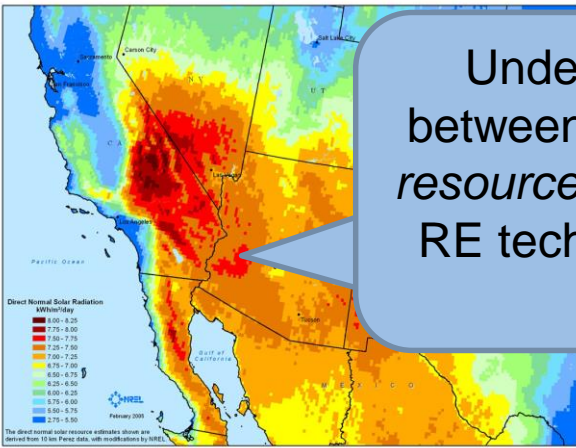 Salt Lake City
Carson City
Sacramento
San Francisco
N V
U T
C A
Las Vegas
Los Angeles
Pacific Ocean
Tucson
Gulf of
California
M E X I C O
Unde
between
resource
RE tech
Direct Normal Solar Radiation
kWh/m²/day
8.00 - 8.25
7.75 - 8.00
7.50 - 7.75
7.25 - 7.50
7.00 - 7.25
6.75 - 7.00
6.50 - 6.75
6.25 - 6.50
6.00 - 6.25
5.75 - 6.00
5.50 - 5.75
2.75 - 5.50
NREL
February 2005
The direct normal solar resource estimates shown are
derived from 10 km Perez data, with modifications by NREL.